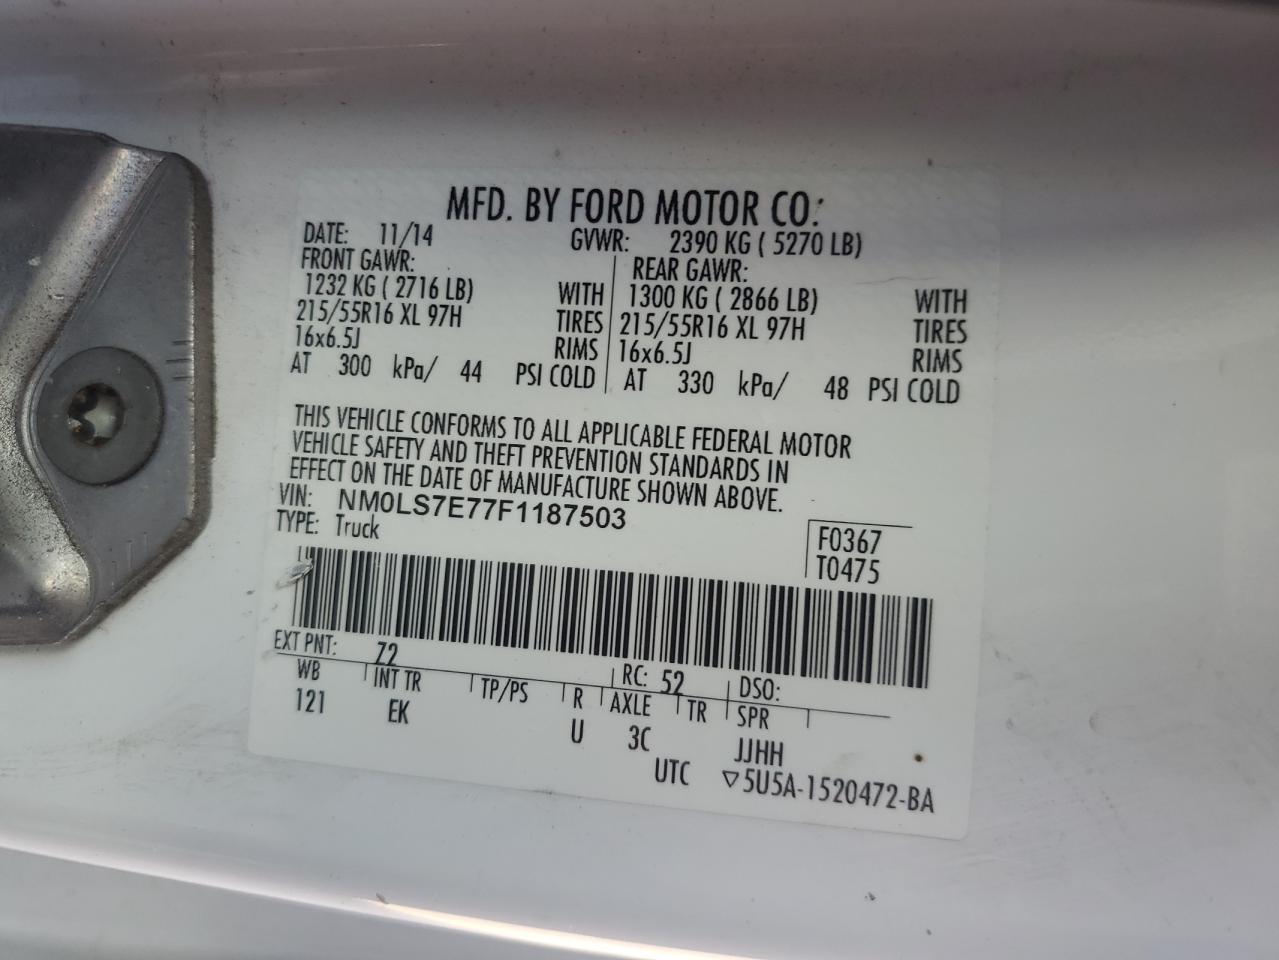 MFD. BY FORD MOTOR CO.
DATE: 11/14 GVWR: 2390 KG ( 5270 LB)
FRONT GAWR: REAR GAWR:
1232 KG ( 2716 LB) WITH 1300 KG ( 2866 LB) WITH
215/55R16 XL 97H TIRES 215/55R16 XL 97H TIRES
16x6.5J RIMS 16x6.5J RIMS
AT 300 kPa/ 44 PSI COLD AT 330 kPa/ 48 PSI COLD
THIS VEHICLE CONFORMS TO ALL APPLICABLE FEDERAL MOTOR
VEHICLE SAFETY AND THEFT PREVENTION STANDARDS IN
EFFECT ON THE DATE OF MANUFACTURE SHOWN ABOVE.
VIN: NM0LS7E77F1187503
TYPE: Truck
F0367
T0475
EXT PNT: Z2 RC: 52 DSO:
WB INT TR TP/PS R AXLE TR SPR
121 EK U 3C JJHH
UTC ▽5U5A-1520472-BA